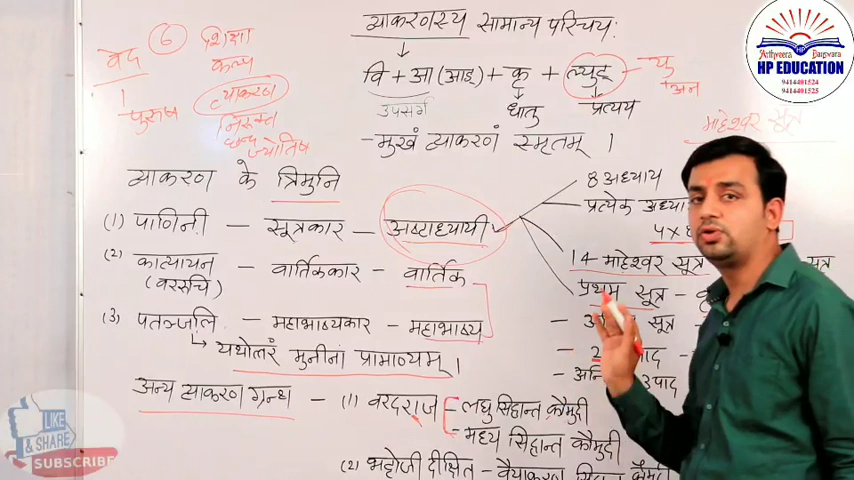 व्याकरणस्य सामान्य परिचय:
वि + आ (आङ्) + कृ + ल्युट् - यु
अन
उपसर्ग धातु प्रत्यय
- मुखं व्याकरणं स्मृतम् ।
वेद ⑥ शिक्षा
कल्प
व्याकरण
निरुक्त
छन्द
ज्योतिष
पुरुष
माहेश्वर सूत्र
व्याकरण के त्रिमुनि
(1) पाणिनी - सूत्रकार - अष्टाध्यायी
(2) कात्यायन - वार्तिककार - वार्तिक
(वररुचि)
(3) पतञ्जलि - महाभाष्यकार - महाभाष्य
यथोत्तरं मुनीनां प्रामाण्यम् ।
8 अध्याय
प्रत्येक
14 - माहेश्वर सूत्र सूत्र
प्रथम सूत्र -
सूत्र
अन्य व्याकरण ग्रन्थ - (1) वरदराज - लघु सिद्धान्त कौमुदी
- मध्य सिद्धान्त कौमुदी
(2) भट्टोजी दीक्षित -
Arthveera Dangwara
HP EDUCATION
9414401524
9414401525
LIKE
& SHARE
SUBSCRIBE